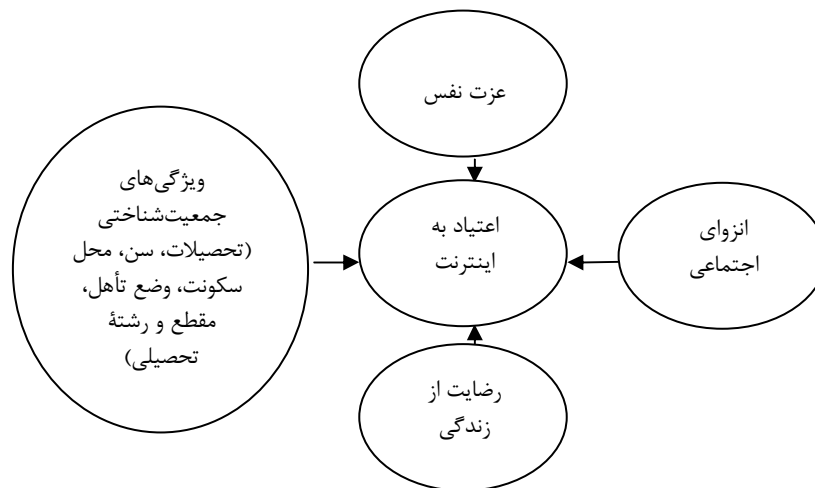 عزت نفس
ویژگی‌های
جمعیت‌شناختی
(تحصیلات، سن، محل
سکونت، وضع تأهل،
مقطع و رشتهٔ
تحصیلی)
اعتیاد به
اینترنت
انزوای
اجتماعی
رضایت از
زندگی